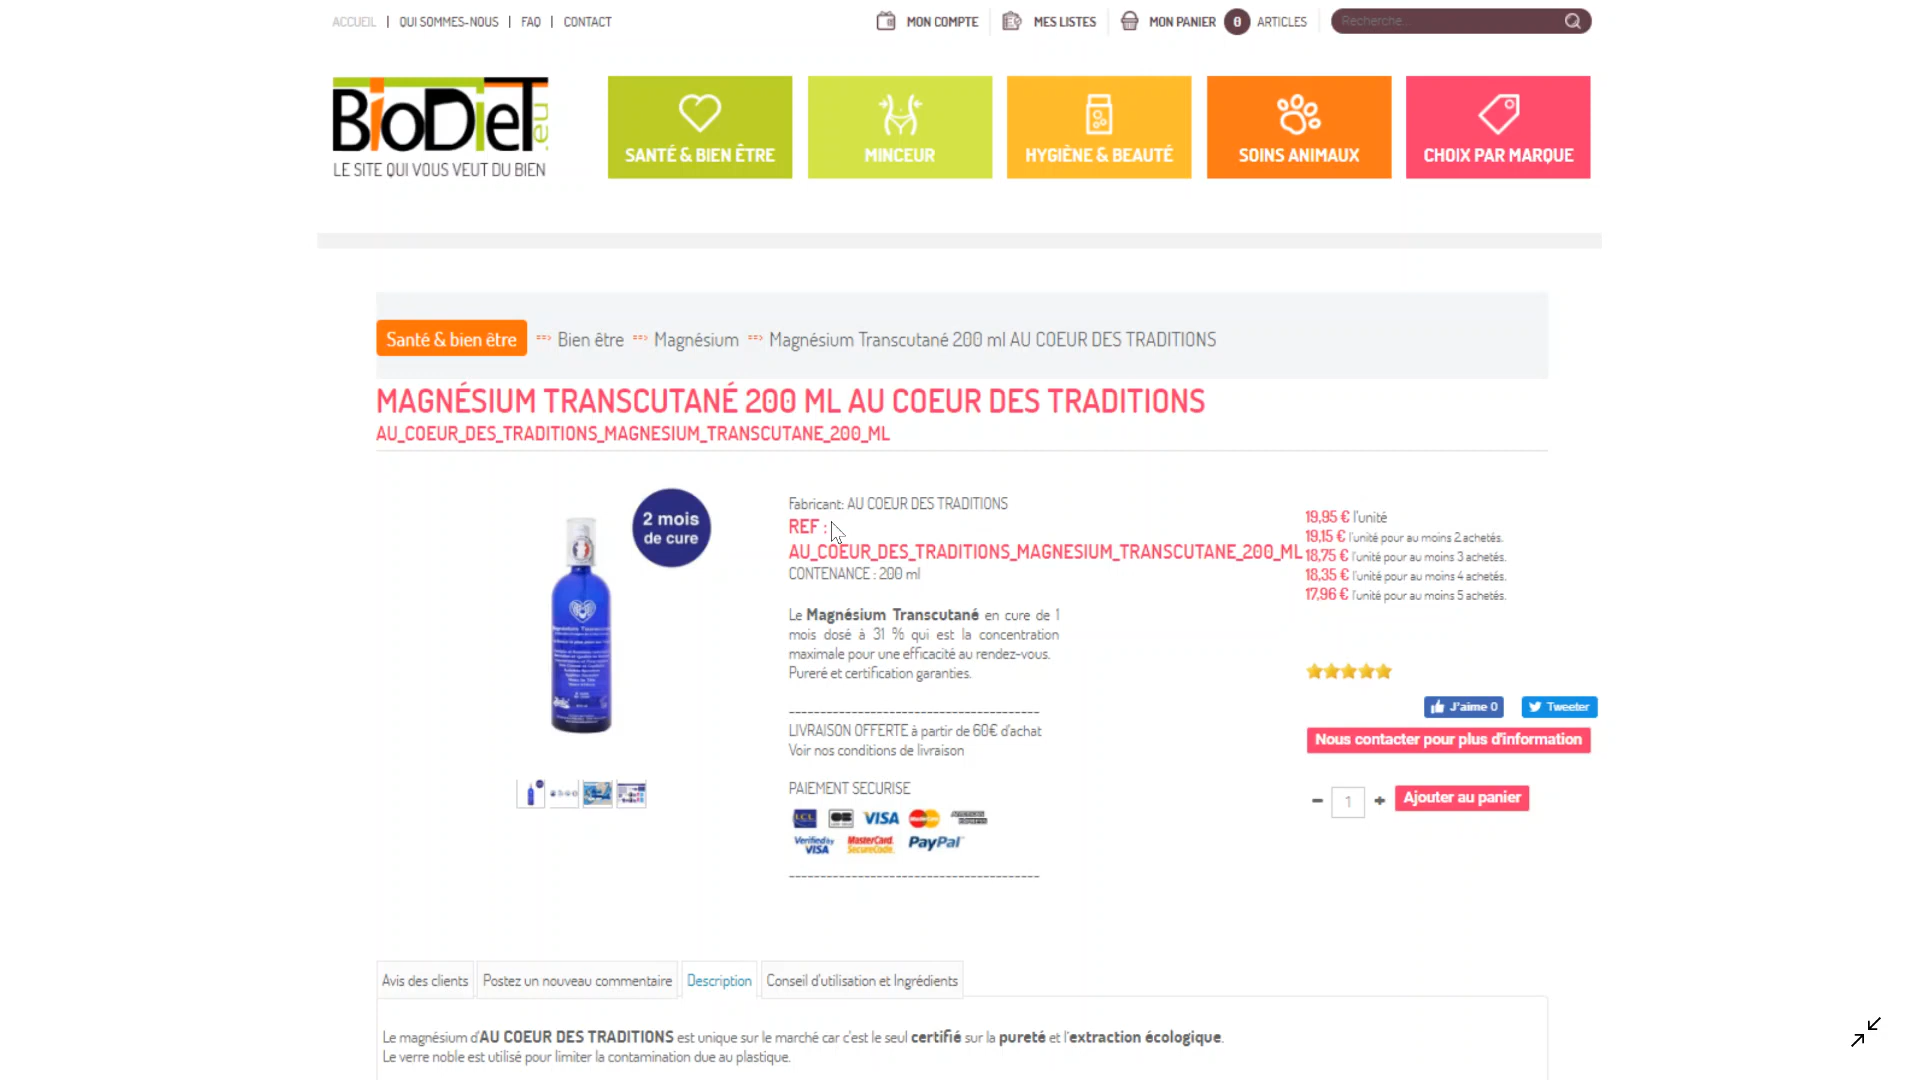 ACCUEIL | QUI SOMMES-NOUS | FAQ | CONTACT
MON COMPTE MES LISTES MON PANIER 0 ARTICLES Recherche...
BioDieT.eu
LE SITE QUI VOUS VEUT DU BIEN
SANTÉ & BIEN ÊTRE MINCEUR HYGIÈNE & BEAUTÉ SOINS ANIMAUX CHOIX PAR MARQUE
Santé & bien être ==> Bien être ==> Magnésium ==> Magnésium Transcutané 200 ml AU COEUR DES TRADITIONS
MAGNÉSIUM TRANSCUTANÉ 200 ML AU COEUR DES TRADITIONS
AU_COEUR_DES_TRADITIONS_MAGNESIUM_TRANSCUTANE_200_ML
2 mois
de cure
Fabricant: AU COEUR DES TRADITIONS
REF :
AU_COEUR_DES_TRADITIONS_MAGNESIUM_TRANSCUTANE_200_ML
CONTENANCE : 200 ml
Le Magnésium Transcutané en cure de 1
mois dosé à 31 % qui est la concentration
maximale pour une efficacité au rendez-vous.
Pureré et certification garanties.
----------------------------------------
LIVRAISON OFFERTE à partir de 60€ d'achat
Voir nos conditions de livraison
PAIEMENT SECURISE
LCL CB VISA MasterCard
Verified by VISA MasterCard. SecureCode. PayPal
----------------------------------------
19,95 € l'unité
19,15 € l'unité pour au moins 2 achetés.
18,75 € l'unité pour au moins 3 achetés.
18,35 € l'unité pour au moins 4 achetés.
17,96 € l'unité pour au moins 5 achetés.
J'aime 0 Tweeter
Nous contacter pour plus d'information
- 1 + Ajouter au panier
Avis des clients Postez un nouveau commentaire Description Conseil d'utilisation et Ingrédients
Le magnésium d'AU COEUR DES TRADITIONS est unique sur le marché car c'est le seul certifié sur la pureté et l'extraction écologique.
Le verre noble est utilisé pour limiter la contamination due au plastique.